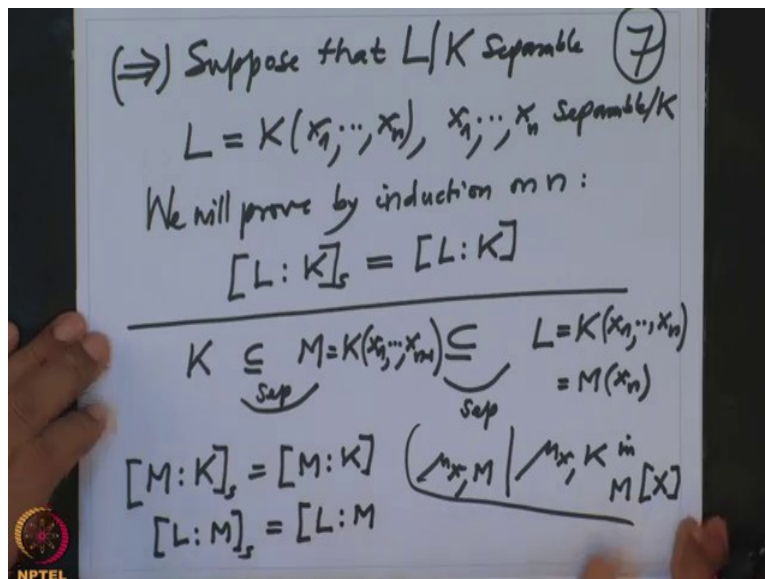 (⇒) Suppose that L/K separable ⑦
L = K(x₁,…,xₙ), x₁,…,xₙ separable/K
We will prove by induction on n:
[L:K]ₛ = [L:K]
K ⊆ M=K(x₁,…,xₙ₋₁) ⊆ L=K(x₁,…,xₙ)
sep sep = M(xₙ)
[M:K]ₛ = [M:K] (μₓ,M | μₓ,K in
M[X]
[L:M]ₛ = [L:M
NPTEL